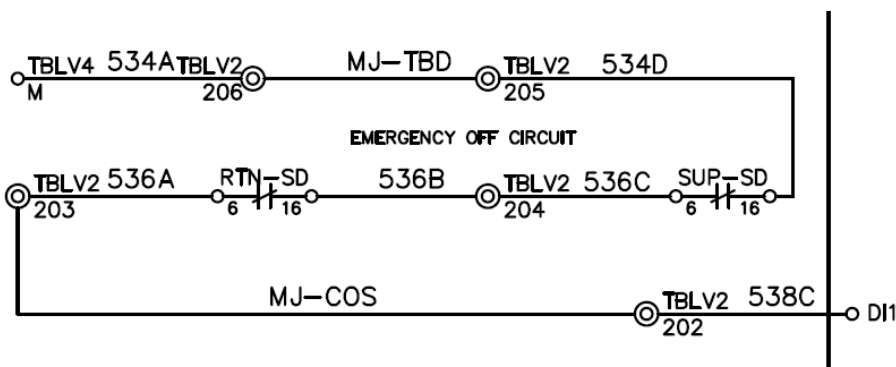 TBLV4 534A TBLV2 MJ-TBD TBLV2 534D
M 206 205
EMERGENCY OFF CIRCUIT
TBLV2 536A RTN-SD 536B TBLV2 536C SUP-SD
203 6 16 204 6 16
MJ-COS TBLV2 538C DI1
202